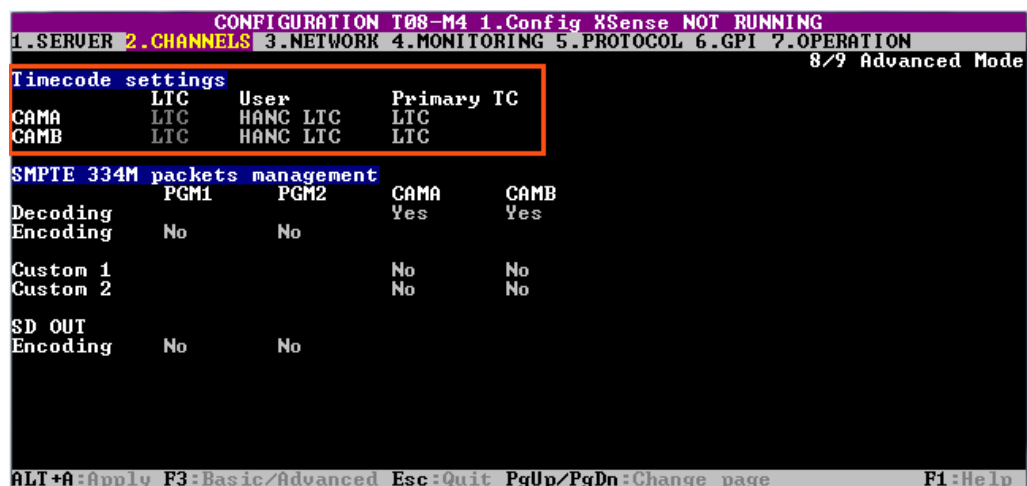 CONFIGURATION T08-M4 1.Config XSense NOT RUNNING
1.SERVER 2.CHANNELS 3.NETWORK 4.MONITORING 5.PROTOCOL 6.GPI 7.OPERATION
8/9 Advanced Mode
Timecode settings
LTC User Primary TC
CAMA LTC HANC LTC LTC
CAMB LTC HANC LTC LTC
SMPTE 334M packets management
PGM1 PGM2 CAMA CAMB
Decoding Yes Yes
Encoding No No
Custom 1 No No
Custom 2 No No
SD OUT
Encoding No No
ALT+A:Apply F3:Basic/Advanced Esc:Quit PgUp/PgDn:Change page F1:Help